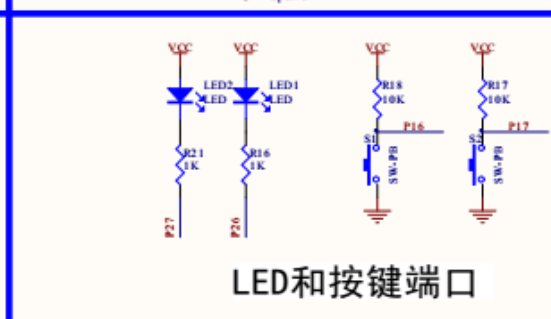 VCC VCC VCC VCC
LED2 LED1 R18 R17
LED LED 10K 10K
P16 P17
S1 S2
R21 R16 SW-PB SW-PB
1K 1K
P27 P26
LED和按键端口